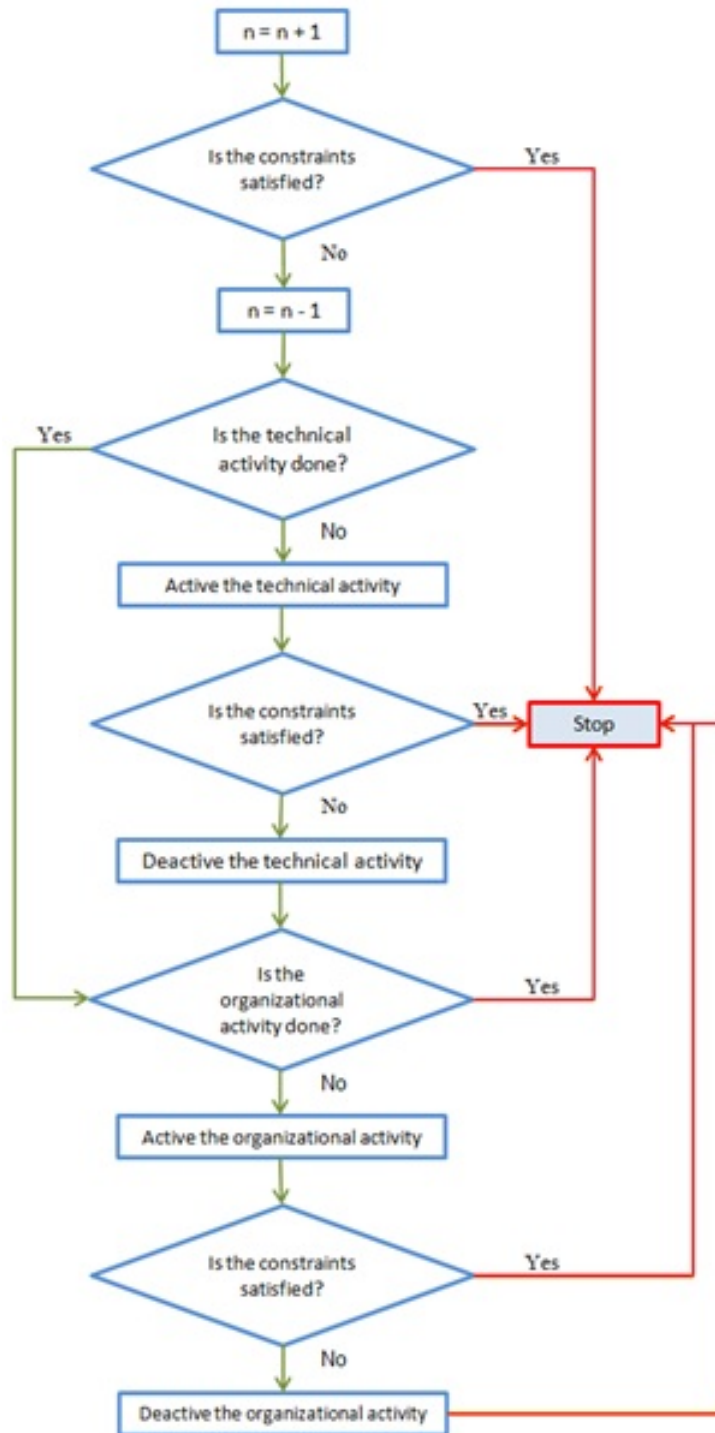 n = n + 1
Is the constraints
satisfied?
Yes
No
n = n - 1
Yes
Is the technical
activity done?
No
Active the technical activity
Is the constraints
satisfied?
Yes
Stop
No
Deactive the technical activity
Is the
organizational
activity done?
Yes
No
Active the organizational activity
Is the constraints
satisfied?
Yes
No
Deactive the organizational activity